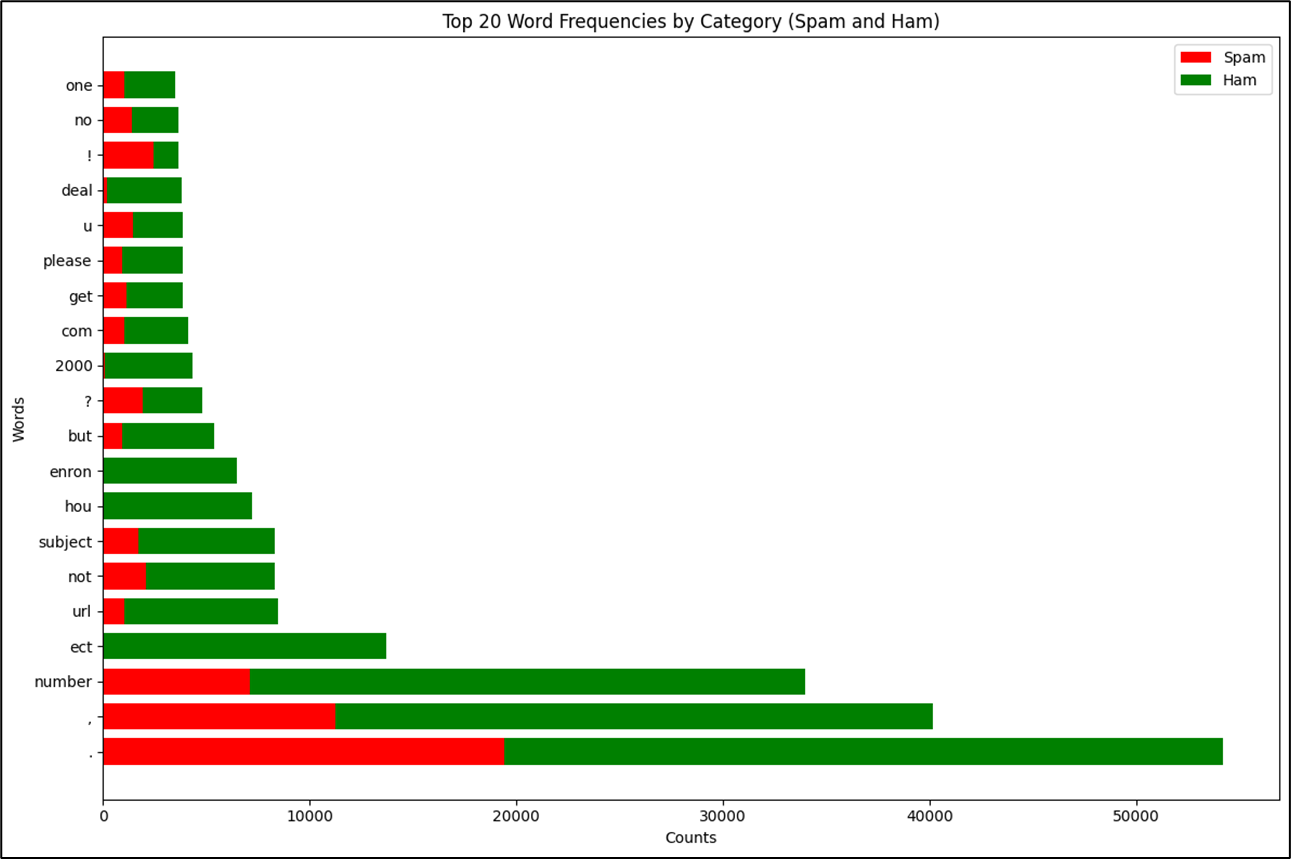 Top 20 Word Frequencies by Category (Spam and Ham)
Spam
Ham
Words
one
no
!
deal
u
please
get
com
2000
?
but
enron
hou
subject
not
url
ect
number
,
.
0 10000 20000 30000 40000 50000
Counts